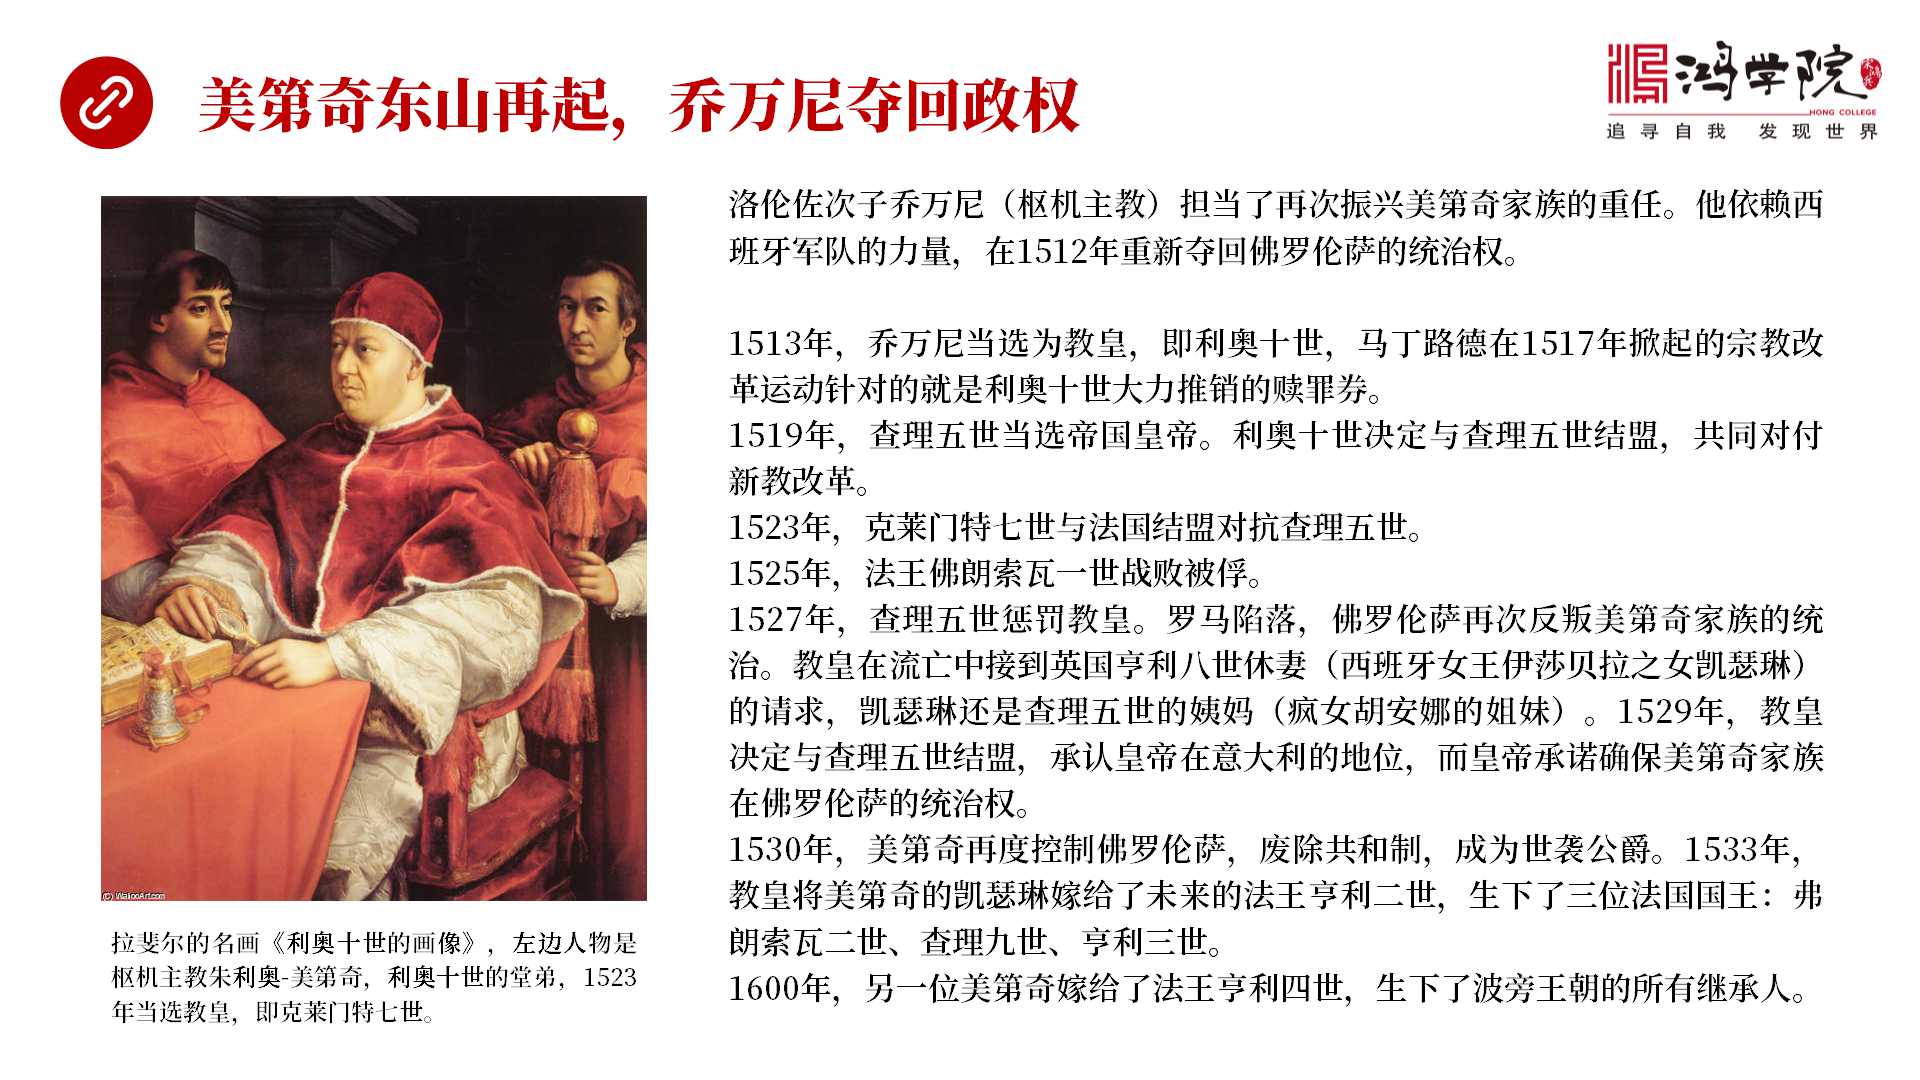 美第奇东山再起，乔万尼夺回政权
鸿学院
HONG COLLEGE
追寻自我 发现世界
洛伦佐次子乔万尼（枢机主教）担当了再次振兴美第奇家族的重任。他依赖西
班牙军队的力量，在1512年重新夺回佛罗伦萨的统治权。
1513年，乔万尼当选为教皇，即利奥十世，马丁路德在1517年掀起的宗教改
革运动针对的就是利奥十世大力推销的赎罪券。
1519年，查理五世当选帝国皇帝。利奥十世决定与查理五世结盟，共同对付
新教改革。
1523年，克莱门特七世与法国结盟对抗查理五世。
1525年，法王佛朗索瓦一世战败被俘。
1527年，查理五世惩罚教皇。罗马陷落，佛罗伦萨再次反叛美第奇家族的统
治。教皇在流亡中接到英国亨利八世休妻（西班牙女王伊莎贝拉之女凯瑟琳）
的请求，凯瑟琳还是查理五世的姨妈（疯女胡安娜的姐妹）。1529年，教皇
决定与查理五世结盟，承认皇帝在意大利的地位，而皇帝承诺确保美第奇家族
在佛罗伦萨的统治权。
1530年，美第奇再度控制佛罗伦萨，废除共和制，成为世袭公爵。1533年，
教皇将美第奇的凯瑟琳嫁给了未来的法王亨利二世，生下了三位法国国王：弗
朗索瓦二世、查理九世、亨利三世。
1600年，另一位美第奇嫁给了法王亨利四世，生下了波旁王朝的所有继承人。
(C) WalooArt.com
拉斐尔的名画《利奥十世的画像》，左边人物是
枢机主教朱利奥-美第奇，利奥十世的堂弟，1523
年当选教皇，即克莱门特七世。